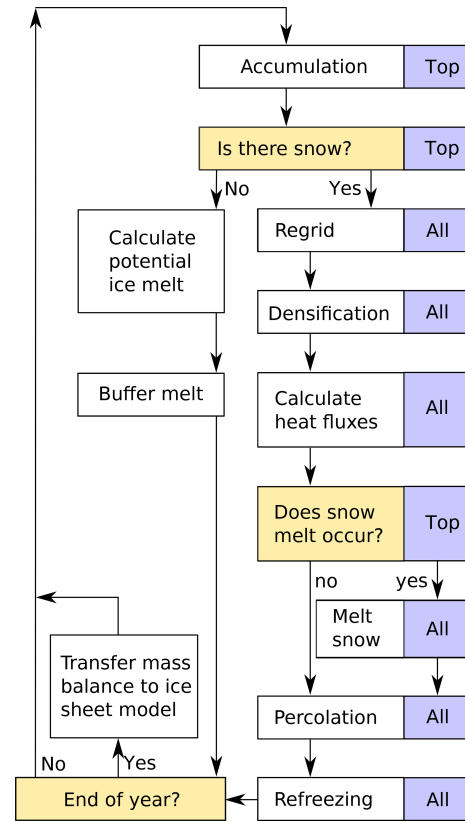 Accumulation Top
Is there snow? Top
No Yes
Calculate
potential
ice melt
Regrid All
Densification All
Buffer melt
Calculate
heat fluxes
All
Does snow
melt occur?
Top
no yes
Melt
snow
All
Transfer mass
balance to ice
sheet model
Percolation All
No Yes
End of year?
Refreezing All